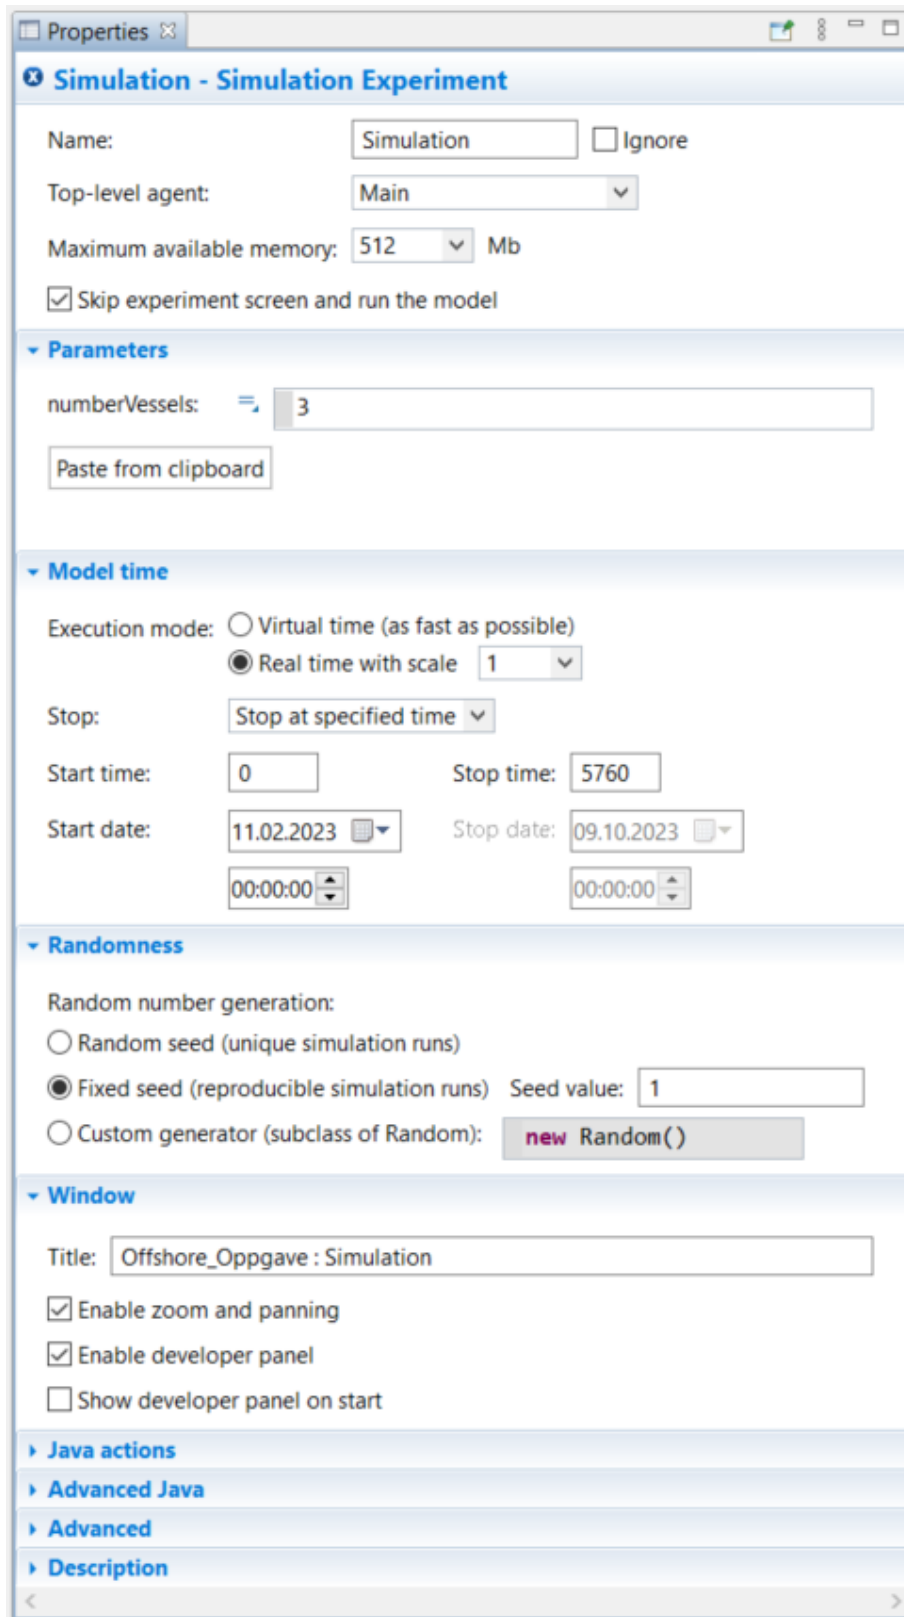 Properties
Simulation - Simulation Experiment
Name: Simulation Ignore
Top-level agent: Main
Maximum available memory: 512 Mb
Skip experiment screen and run the model
Parameters
numberVessels: 3
Paste from clipboard
Model time
Execution mode: Virtual time (as fast as possible)
Real time with scale 1
Stop: Stop at specified time
Start time: 0 Stop time: 5760
Start date: 11.02.2023 Stop date: 09.10.2023
00:00:00 00:00:00
Randomness
Random number generation:
Random seed (unique simulation runs)
Fixed seed (reproducible simulation runs) Seed value: 1
Custom generator (subclass of Random): new Random()
Window
Title: Offshore_Oppgave : Simulation
Enable zoom and panning
Enable developer panel
Show developer panel on start
Java actions
Advanced Java
Advanced
Description